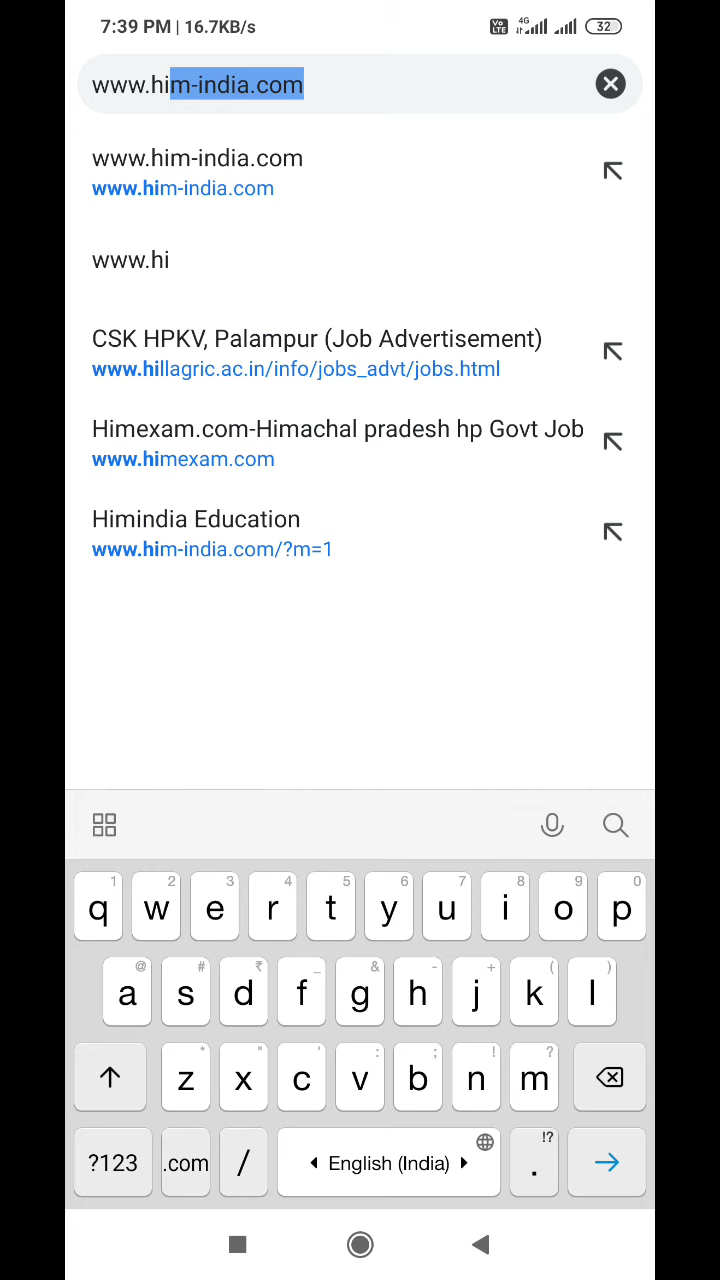 7:39 PM | 16.7KB/s Vo LTE 4G 32
www.him-india.com
www.him-india.com
www.him-india.com
www.hi
CSK HPKV, Palampur (Job Advertisement)
www.hillagric.ac.in/info/jobs_advt/jobs.html
Himexam.com-Himachal pradesh hp Govt Job
www.himexam.com
Himindia Education
www.him-india.com/?m=1
1 2 3 4 5 6 7 8 9 0
q w e r t y u i o p
@ # ₹ _ & - + ( )
a s d f g h j k l
* " ' : ; ! ?
z x c v b n m
!?
?123 .com / English (India) .